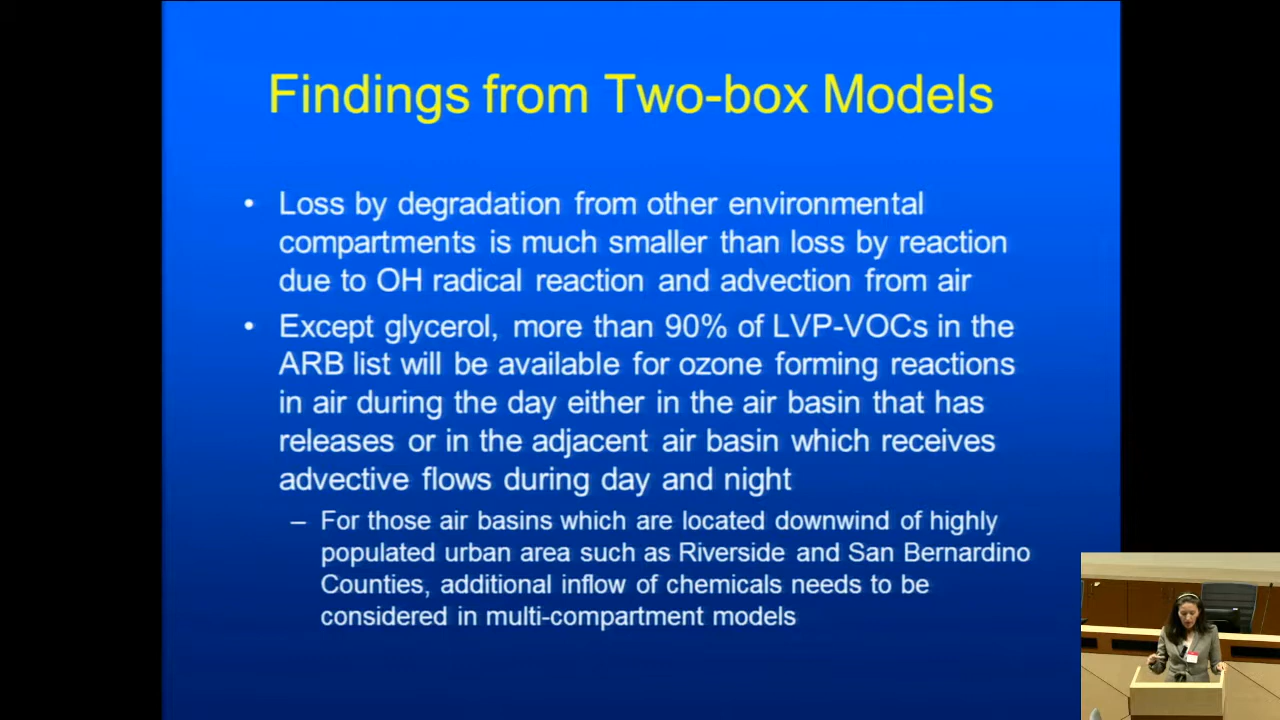 Findings from Two-box Models
• Loss by degradation from other environmental
compartments is much smaller than loss by reaction
due to OH radical reaction and advection from air
• Except glycerol, more than 90% of LVP-VOCs in the
ARB list will be available for ozone forming reactions
in air during the day either in the air basin that has
releases or in the adjacent air basin which receives
advective flows during day and night
– For those air basins which are located downwind of highly
populated urban area such as Riverside and San Bernardino
Counties, additional inflow of chemicals needs to be
considered in multi-compartment models